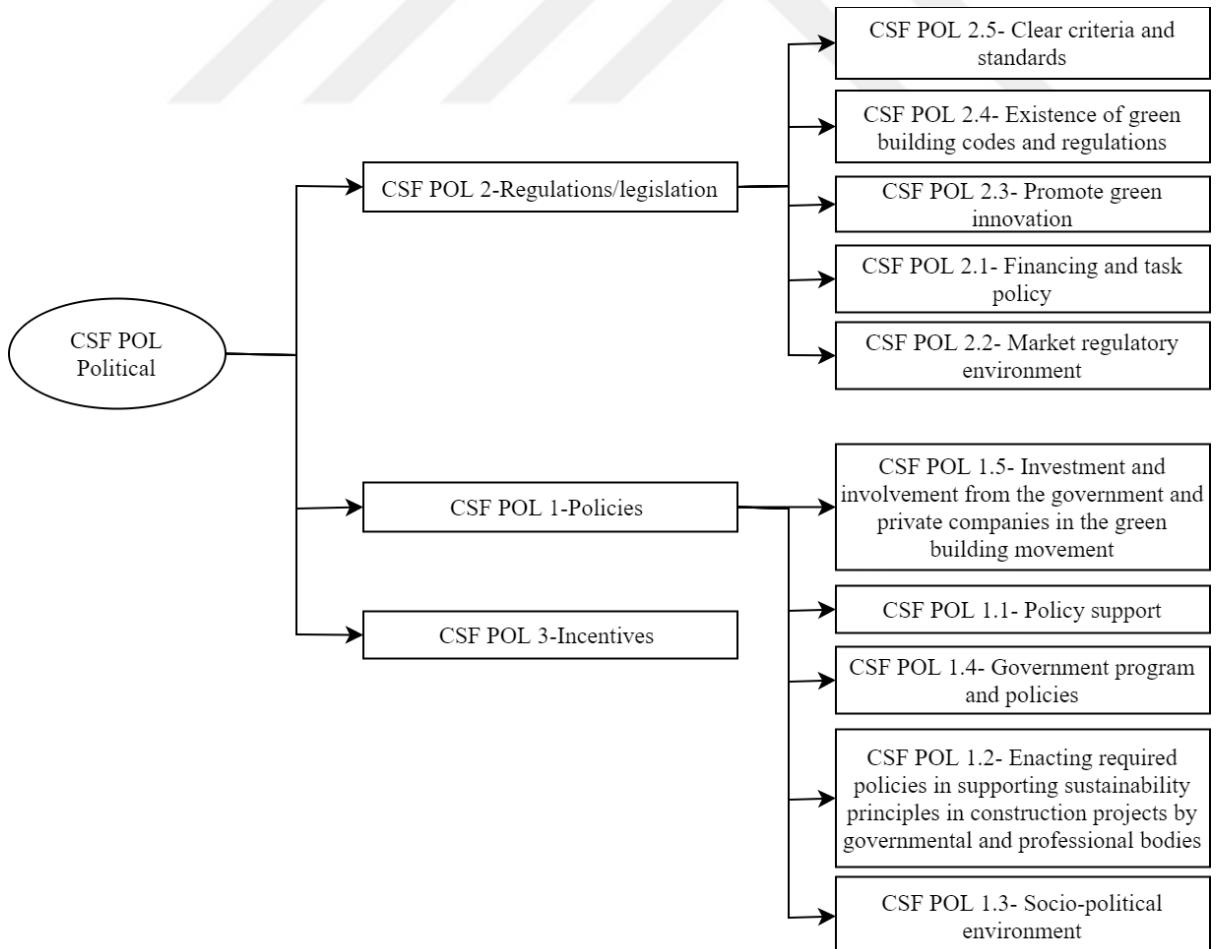 CSF POL
Political
CSF POL 2-Regulations/legislation
CSF POL 1-Policies
CSF POL 3-Incentives
CSF POL 2.5- Clear criteria and
standards
CSF POL 2.4- Existence of green
building codes and regulations
CSF POL 2.3- Promote green
innovation
CSF POL 2.1- Financing and task
policy
CSF POL 2.2- Market regulatory
environment
CSF POL 1.5- Investment and
involvement from the government and
private companies in the green
building movement
CSF POL 1.1- Policy support
CSF POL 1.4- Government program
and policies
CSF POL 1.2- Enacting required
policies in supporting sustainability
principles in construction projects by
governmental and professional bodies
CSF POL 1.3- Socio-political
environment